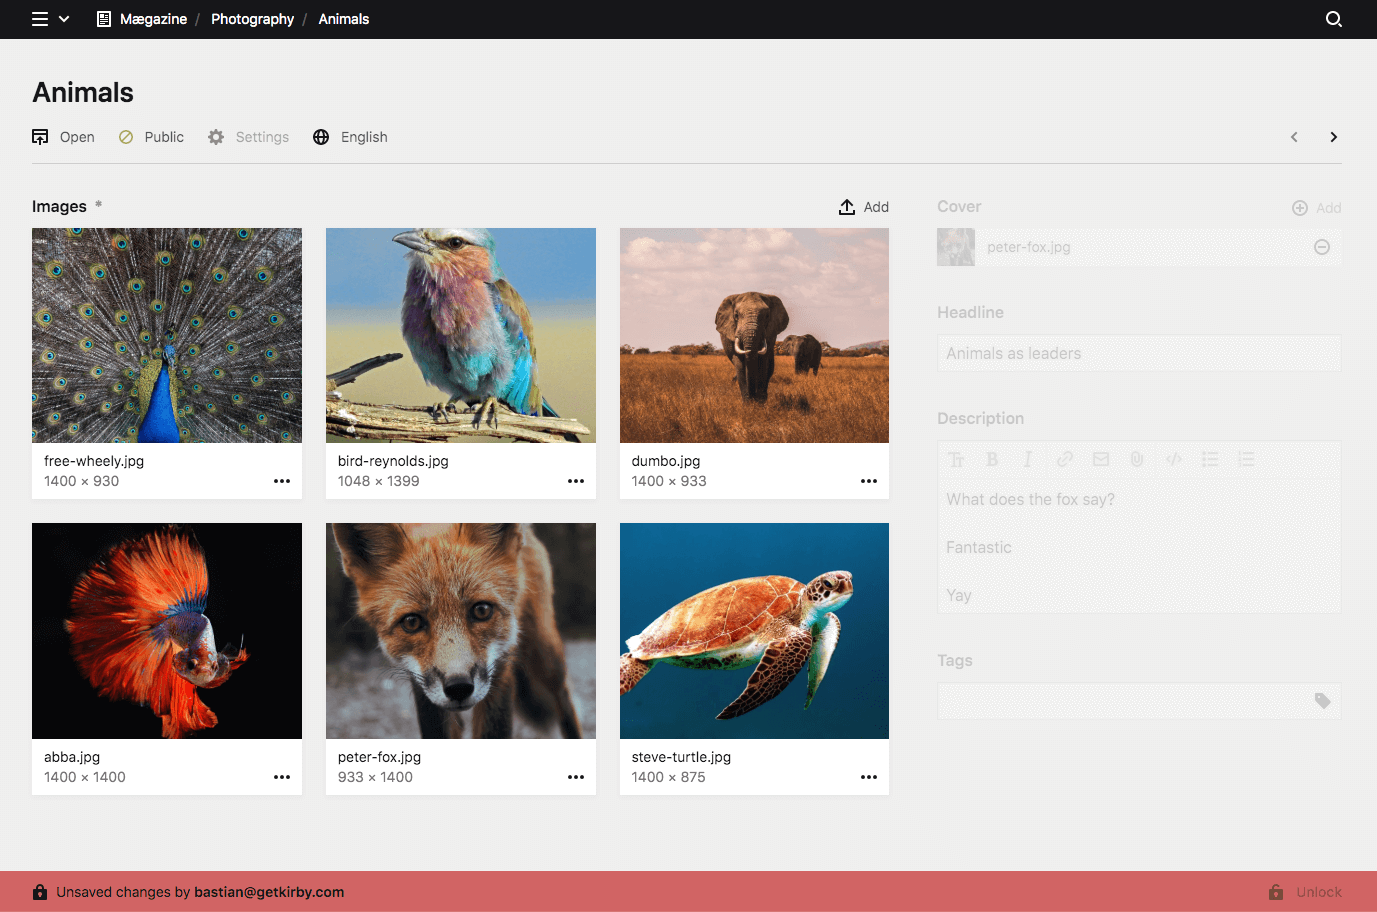 Mægazine / Photography / Animals
Animals
Open Public Settings English
Images *
Add
free-wheely.jpg
1400 × 930
bird-reynolds.jpg
1048 × 1399
dumbo.jpg
1400 × 933
abba.jpg
1400 × 1400
peter-fox.jpg
933 × 1400
steve-turtle.jpg
1400 × 875
Cover
Add
peter-fox.jpg
Headline
Animals as leaders
Description
What does the fox say?
Fantastic
Yay
Tags
Unsaved changes by bastian@getkirby.com
Unlock